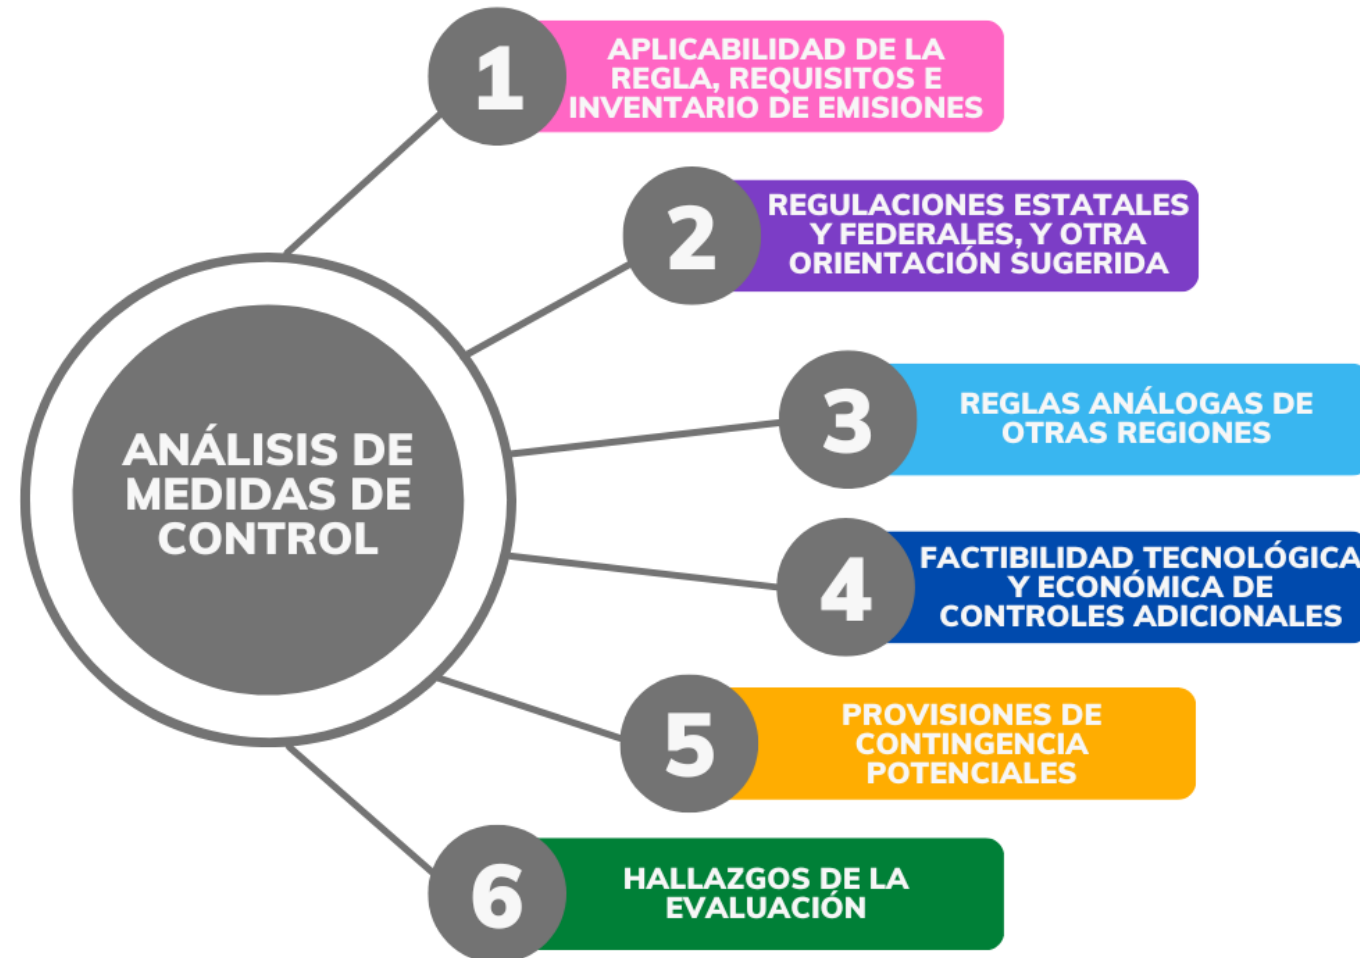 ANÁLISIS DE
MEDIDAS DE
CONTROL
1
APLICABILIDAD DE LA
REGLA, REQUISITOS E
INVENTARIO DE EMISIONES
2
REGULACIONES ESTATALES
Y FEDERALES, Y OTRA
ORIENTACIÓN SUGERIDA
3
REGLAS ANÁLOGAS DE
OTRAS REGIONES
4
FACTIBILIDAD TECNOLÓGICA
Y ECONÓMICA DE
CONTROLES ADICIONALES
5
PROVISIONES DE
CONTINGENCIA
POTENCIALES
6
HALLAZGOS DE LA
EVALUACIÓN